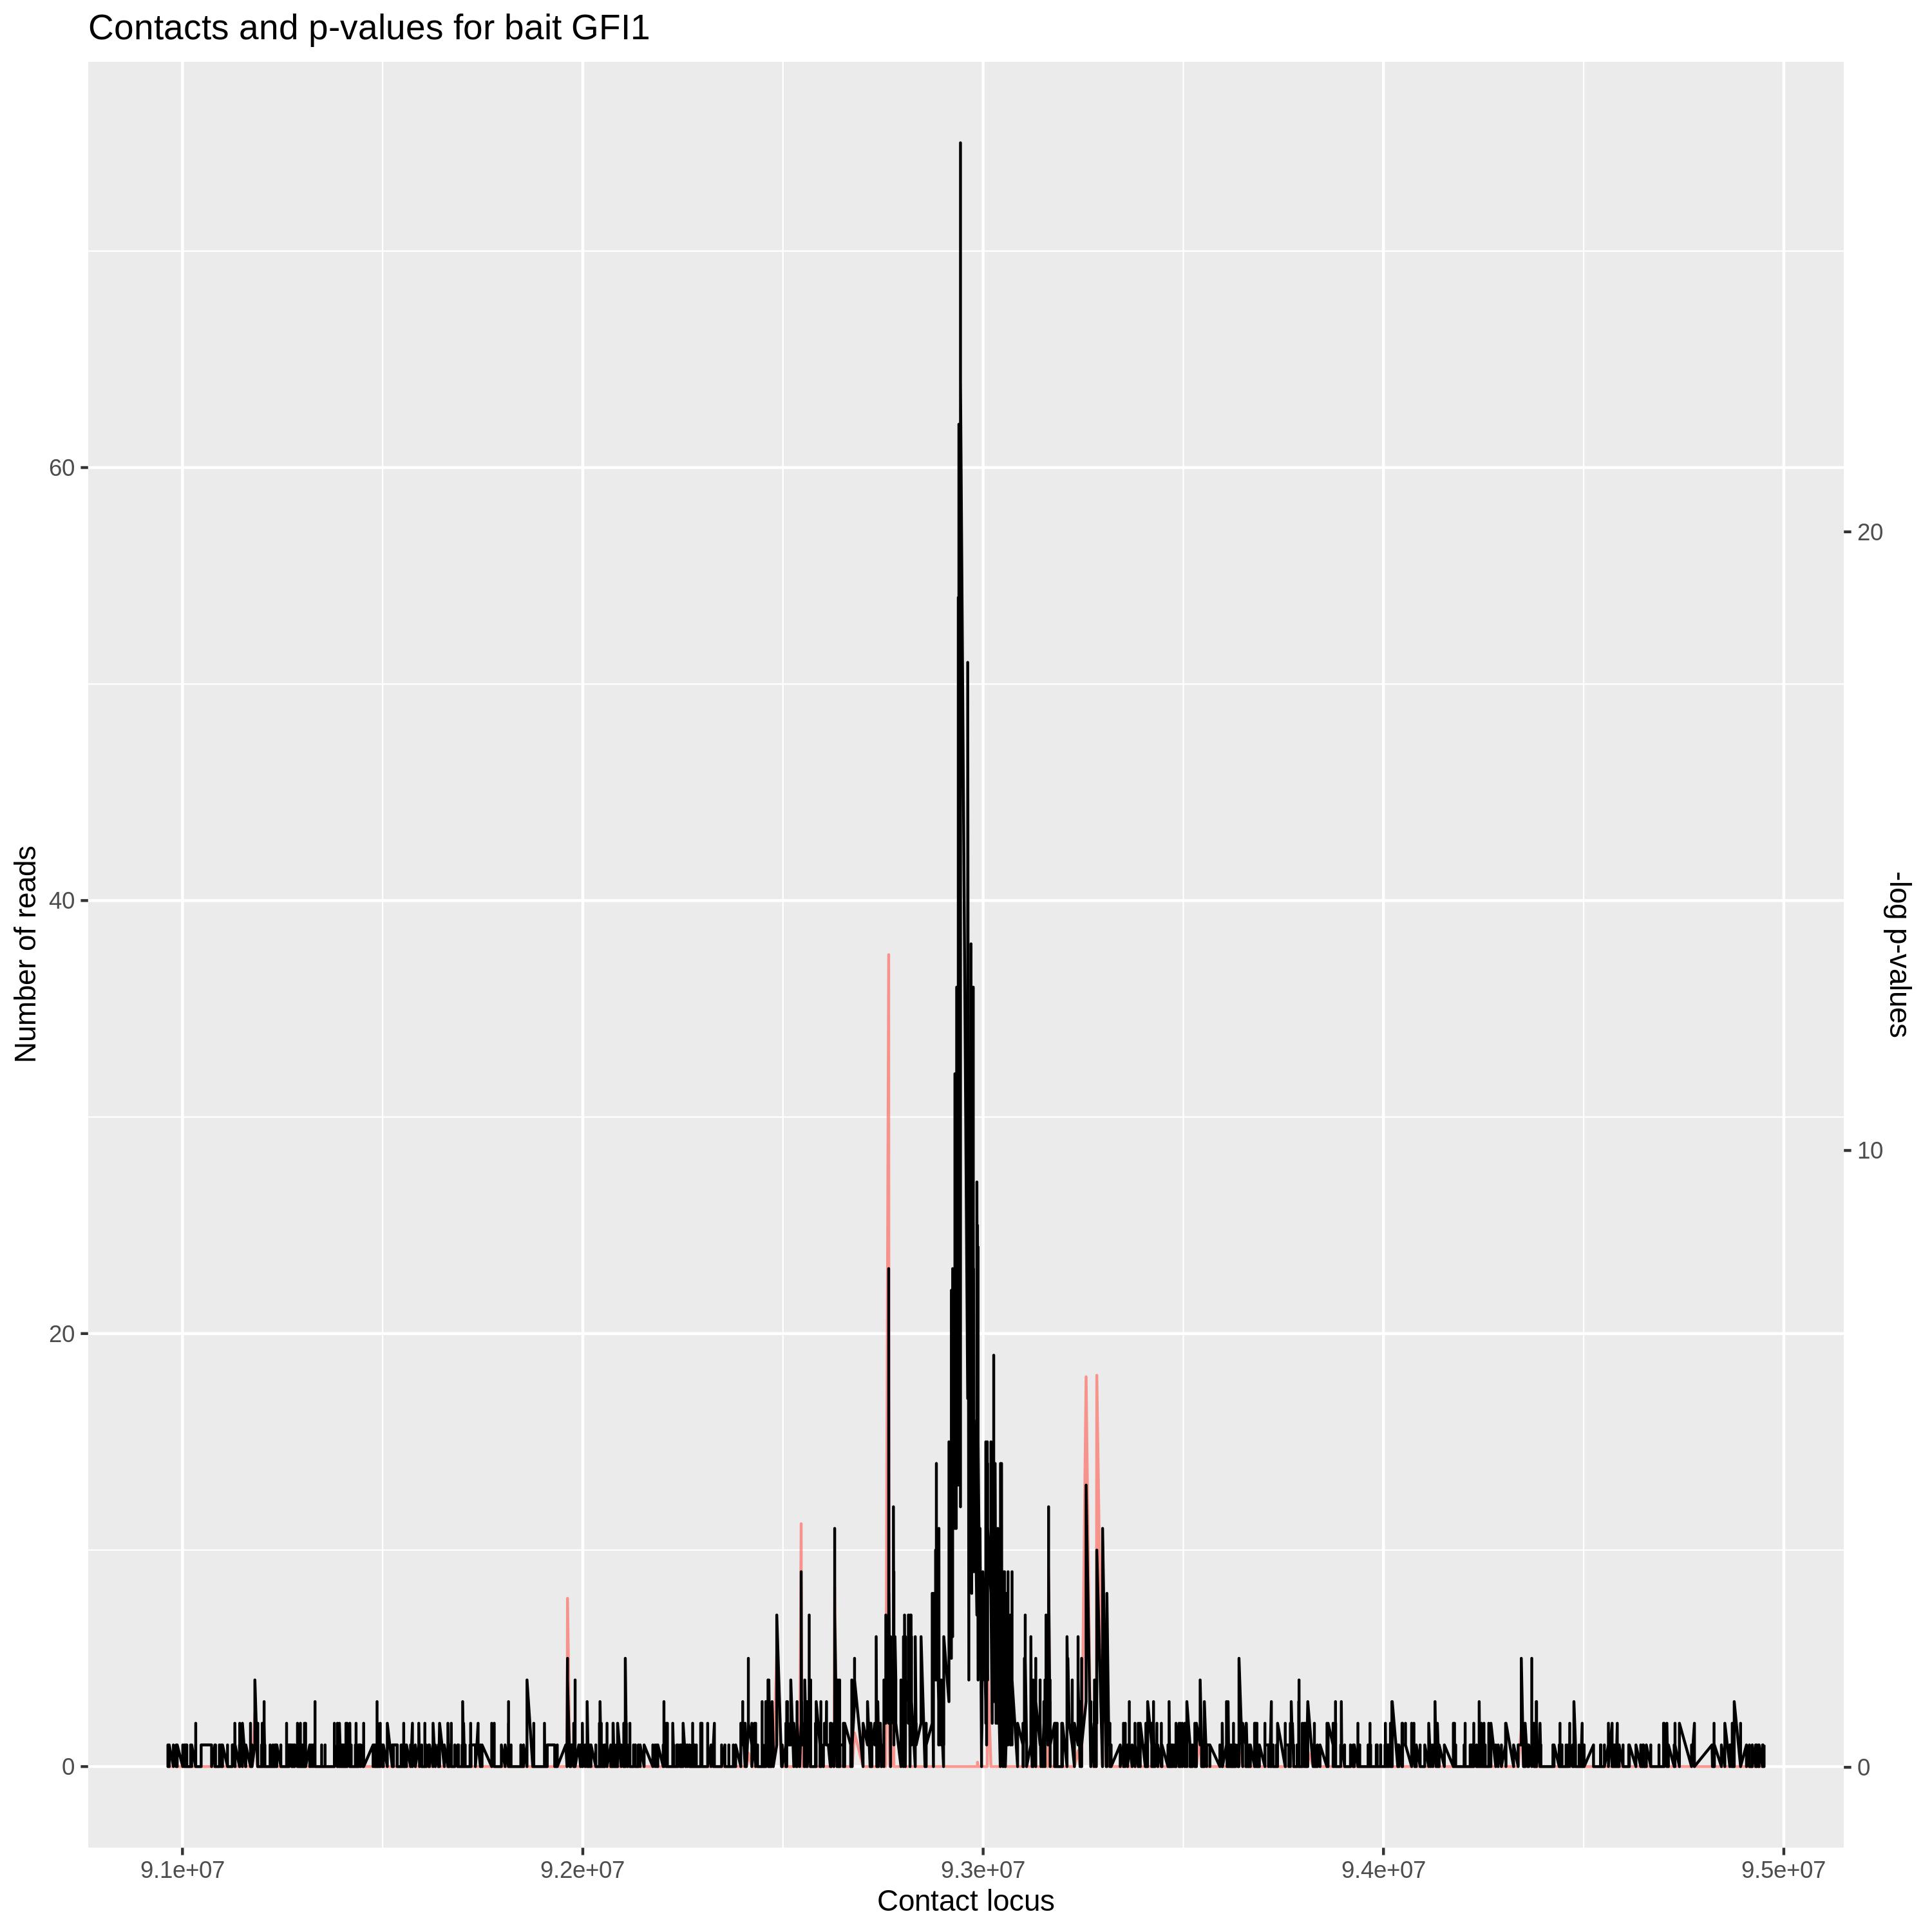 Contacts and p-values for bait GFI1
60
40
20
0
Number of reads
20
10
0
-log p-values
9.1e+07 9.2e+07 9.3e+07 9.4e+07 9.5e+07
Contact locus